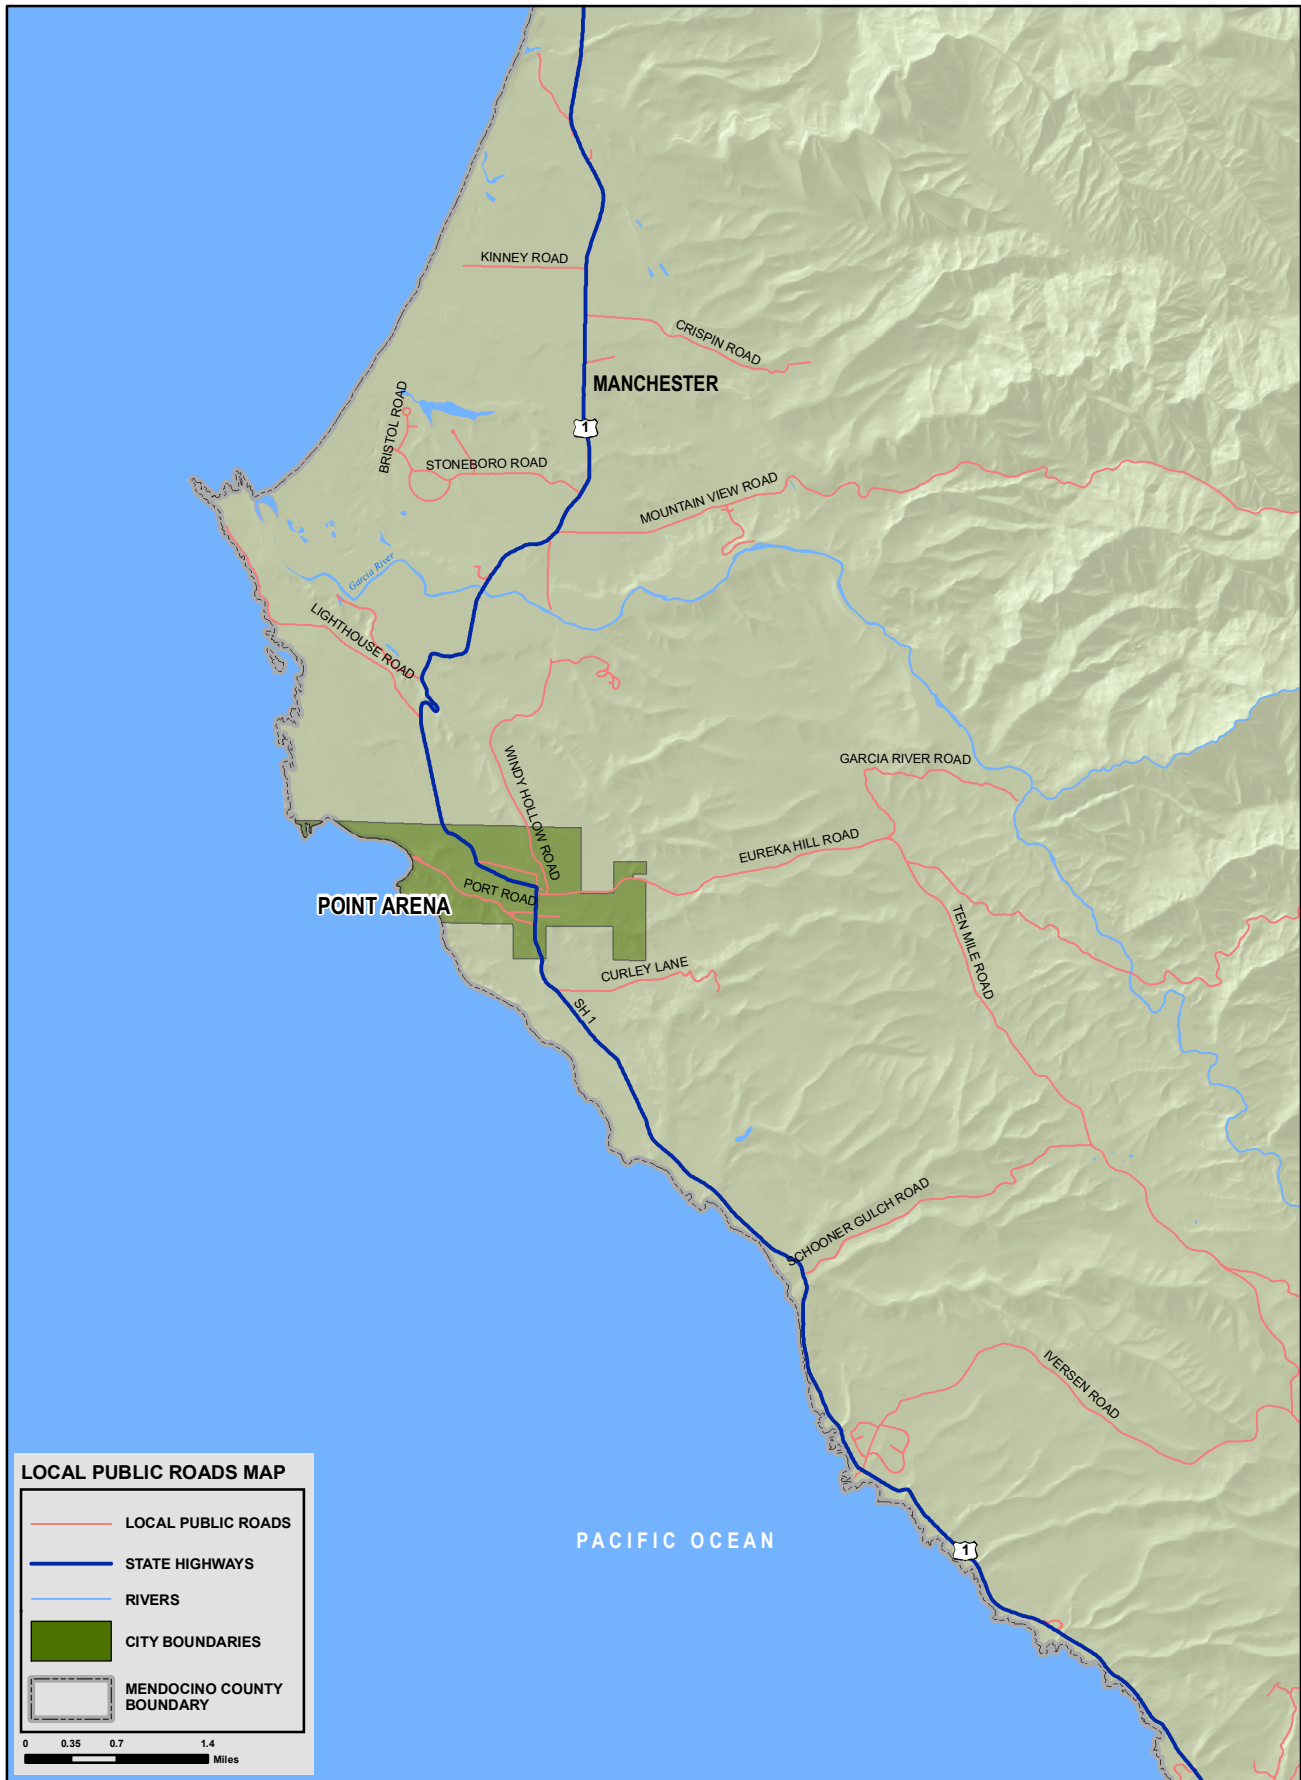 KINNEY ROAD
CRISPIN ROAD
MANCHESTER
BRISTOL ROAD
1
STONEBORO ROAD
MOUNTAIN VIEW ROAD
Garcia River
LIGHTHOUSE ROAD
WINDY HOLLOW ROAD
GARCIA RIVER ROAD
EUREKA HILL ROAD
PORT ROAD
POINT ARENA
TEN MILE ROAD
CURLEY LANE
SH 1
SCHOONER GULCH ROAD
IVERSEN ROAD
PACIFIC OCEAN
1
LOCAL PUBLIC ROADS MAP
LOCAL PUBLIC ROADS
STATE HIGHWAYS
RIVERS
CITY BOUNDARIES
MENDOCINO COUNTY
BOUNDARY
0 0.35 0.7 1.4
Miles